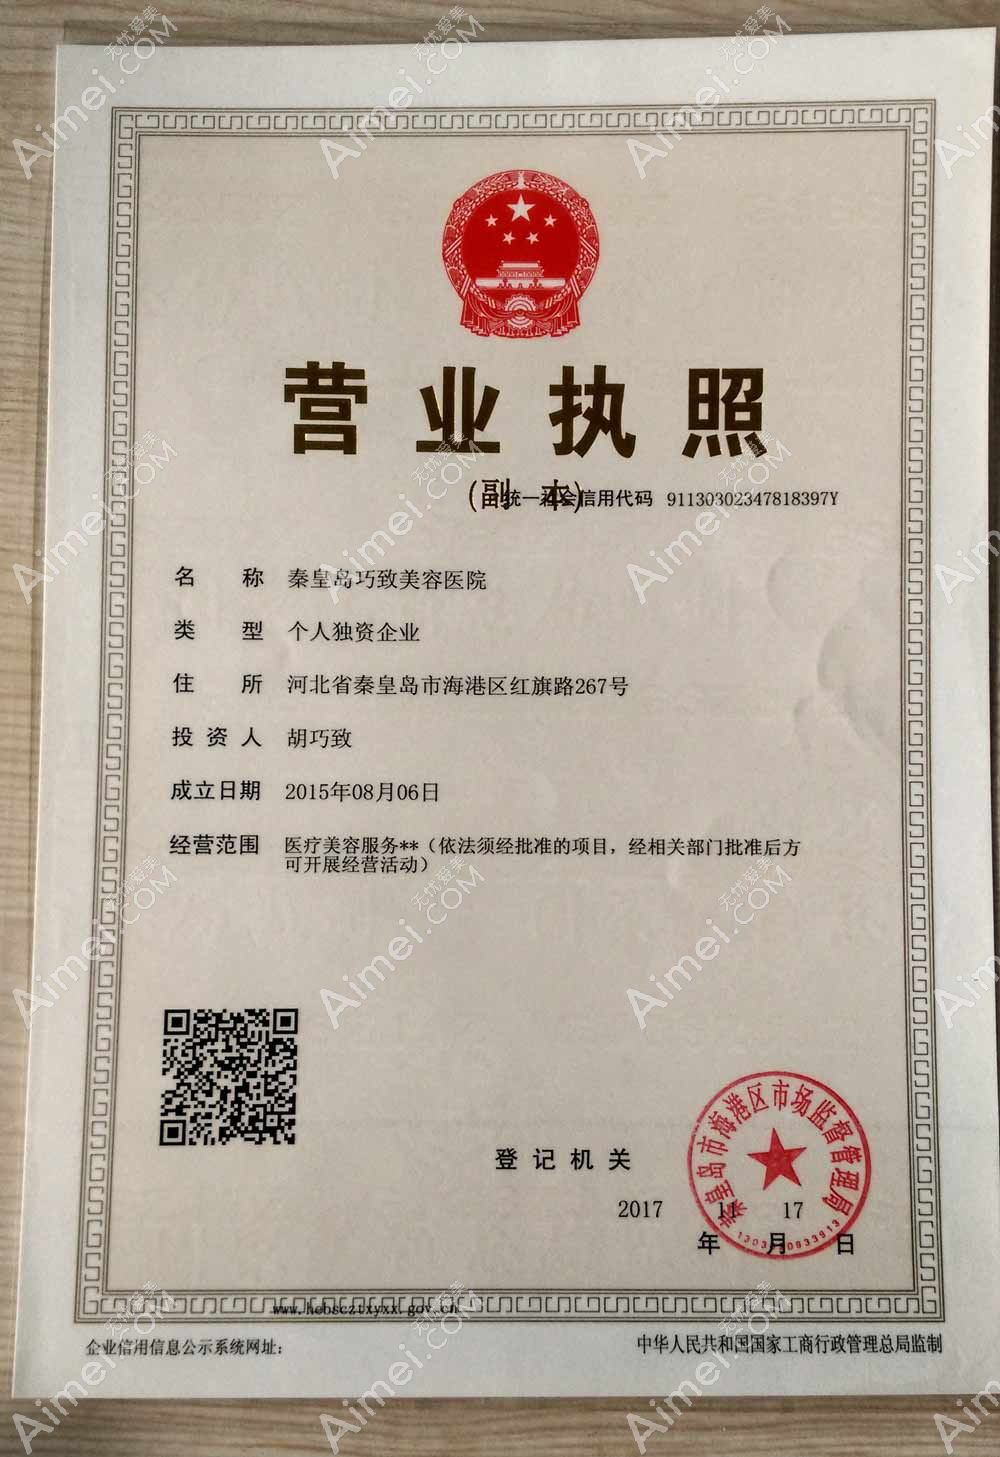 营业执照
(副 本)
统一社会信用代码 91130302347818397Y
名 称 秦皇岛巧致美容医院
类 型 个人独资企业
住 所 河北省秦皇岛市海港区红旗路267号
投资人 胡巧致
成立日期 2015年08月06日
经营范围 医疗美容服务**（依法须经批准的项目，经相关部门批准后方
可开展经营活动）
登记机关
秦皇岛市海港区市场监督管理局
2017 11 17
年 月 日
www.hebscztxyxx.gov.cn
企业信用信息公示系统网址：
中华人民共和国国家工商行政管理总局监制
无忧爱美
Aimei.COM